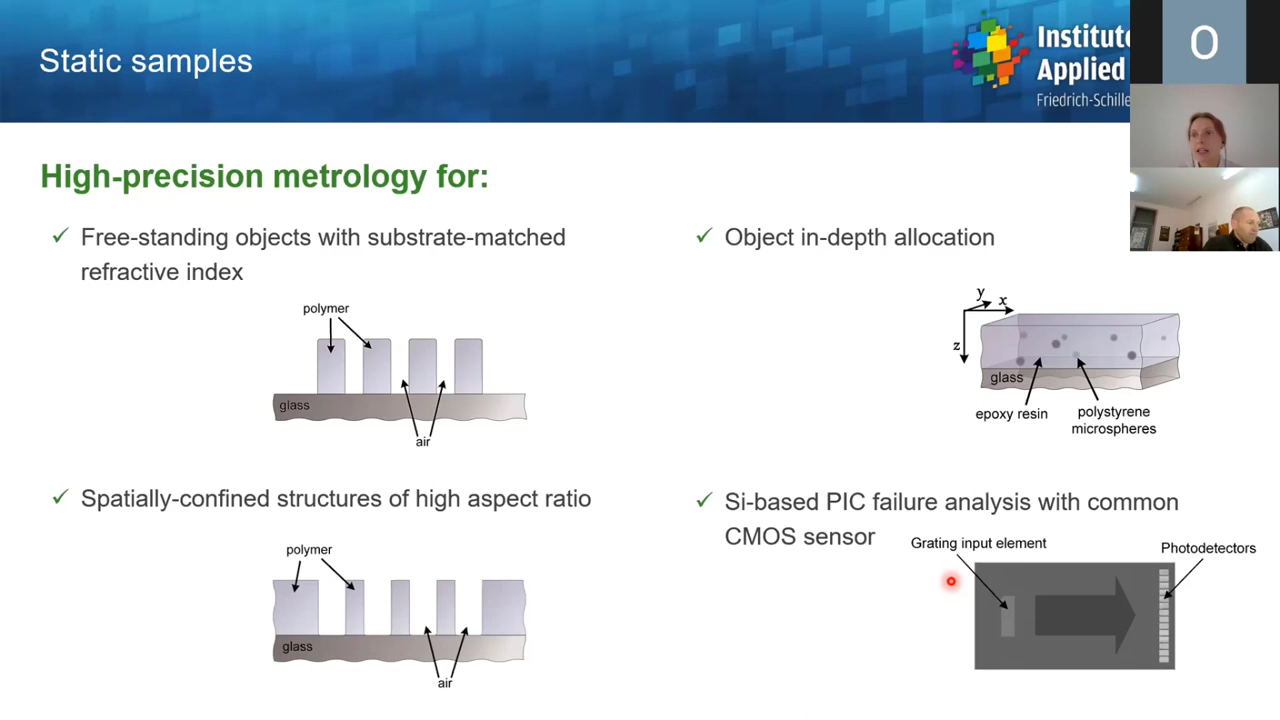 Static samples
Institute
Applied
Friedrich-Schille
O
High-precision metrology for:
✓ Free-standing objects with substrate-matched
refractive index
polymer
glass
air
✓ Object in-depth allocation
y
x
z
glass
epoxy resin
polystyrene
microspheres
✓ Spatially-confined structures of high aspect ratio
polymer
glass
air
✓ Si-based PIC failure analysis with common
CMOS sensor
Grating input element
Photodetectors